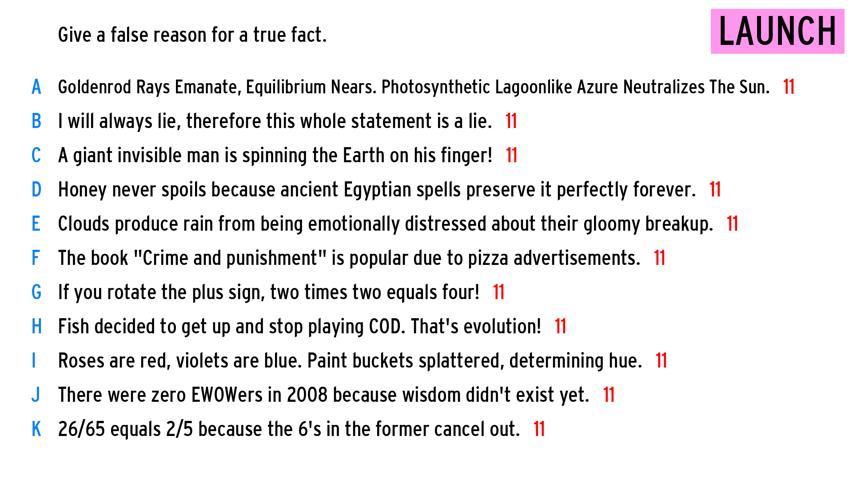 Give a false reason for a true fact.
LAUNCH
A Goldenrod Rays Emanate, Equilibrium Nears. Photosynthetic Lagoonlike Azure Neutralizes The Sun. 11
B I will always lie, therefore this whole statement is a lie. 11
C A giant invisible man is spinning the Earth on his finger! 11
D Honey never spoils because ancient Egyptian spells preserve it perfectly forever. 11
E Clouds produce rain from being emotionally distressed about their gloomy breakup. 11
F The book "Crime and punishment" is popular due to pizza advertisements. 11
G If you rotate the plus sign, two times two equals four! 11
H Fish decided to get up and stop playing COD. That's evolution! 11
I Roses are red, violets are blue. Paint buckets splattered, determining hue. 11
J There were zero EWOWers in 2008 because wisdom didn't exist yet. 11
K 26/65 equals 2/5 because the 6's in the former cancel out. 11